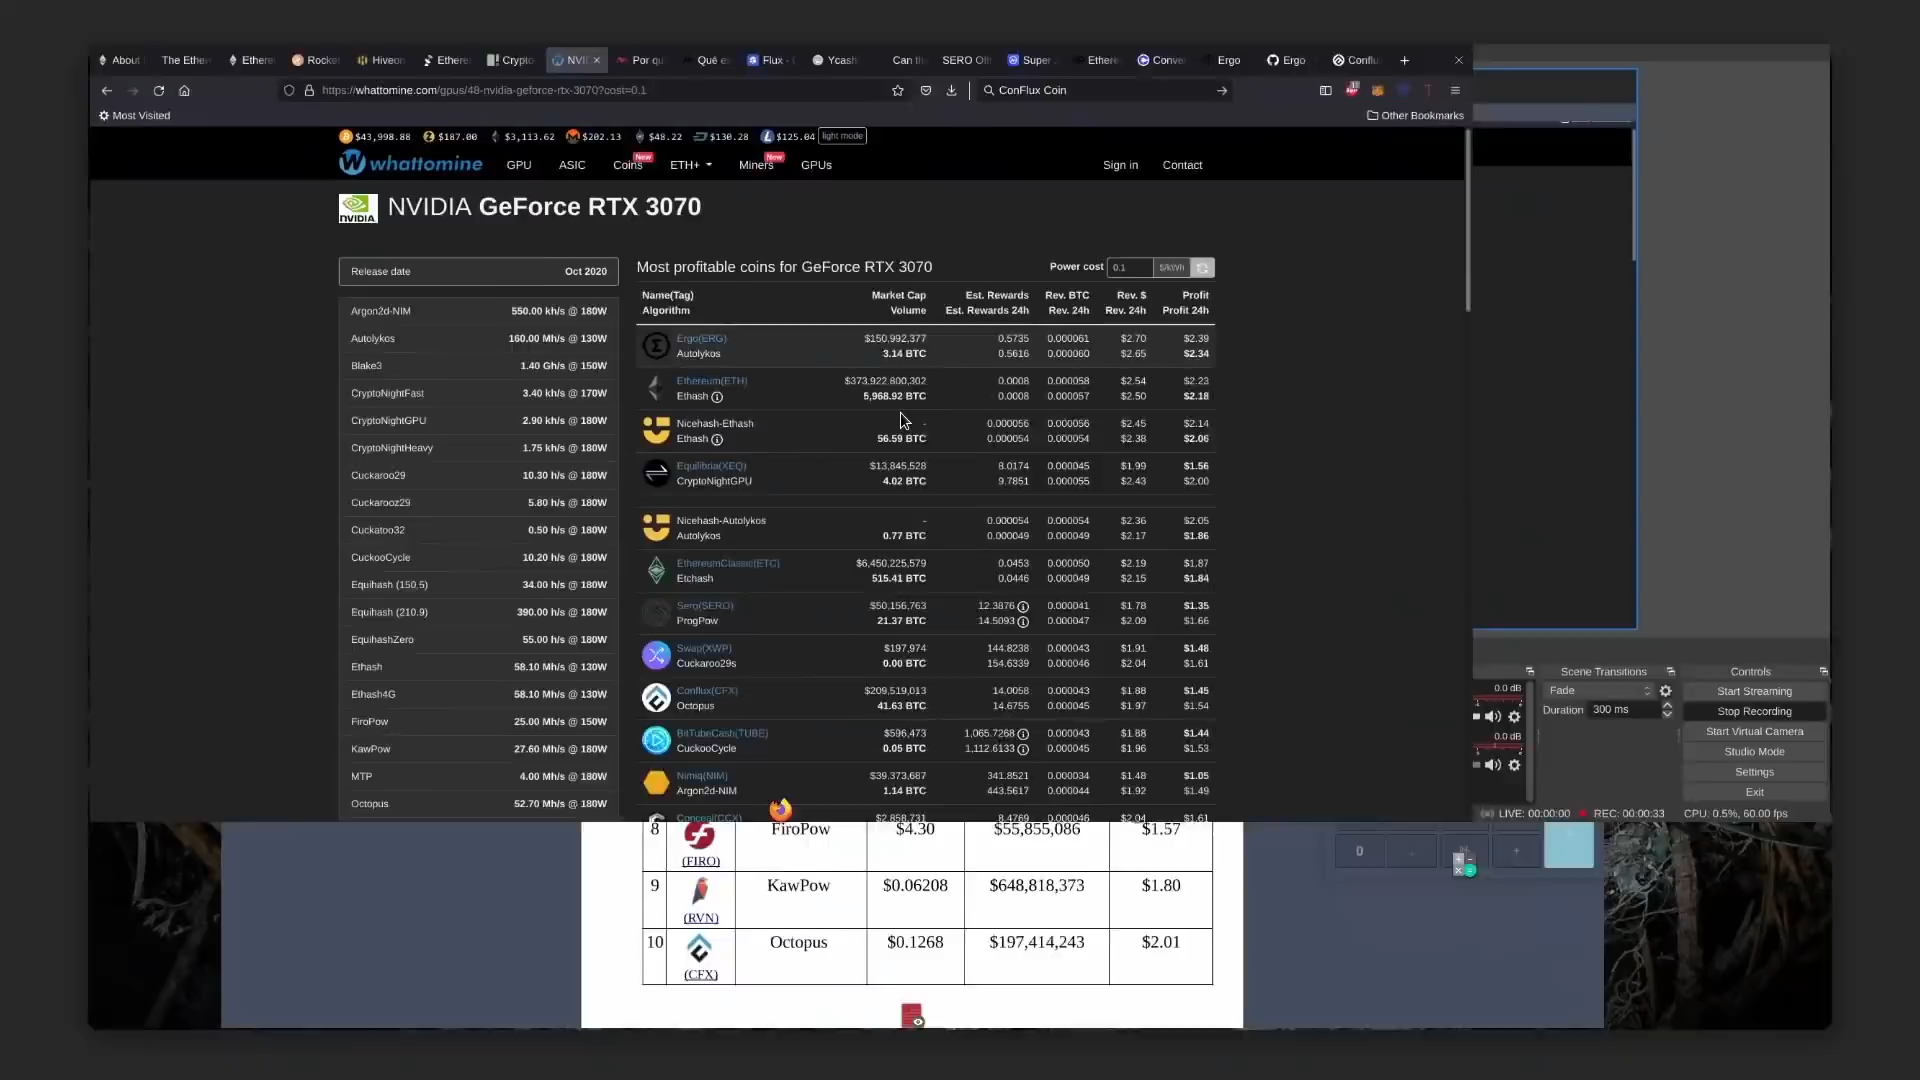 About
The Ether
Ethere
Rocke
Hiveon
Ethere
Crypto
NVI
Por qu
Qué e
Flux - (
Ycash
Can th
SERO Offi
Super
Ethere
Conve
Ergo
Ergo
Conflu
https://whattomine.com/gpus/48-nvidia-geforce-rtx-3070?cost=0.1
ConFlux Coin
Most Visited
Other Bookmarks
$43,998.88 $187.00 $3,113.62 $202.13 $48.22 $130.28 $125.04 light mode
whattomine GPU ASIC Coins New ETH+ Miners New GPUs Sign in Contact
NVIDIA NVIDIA GeForce RTX 3070
Release date Oct 2020
Argon2d-NIM 550.00 kh/s @ 180W
Autolykos 160.00 Mh/s @ 130W
Blake3 1.40 Gh/s @ 150W
CryptoNightFast 3.40 kh/s @ 170W
CryptoNightGPU 2.90 kh/s @ 180W
CryptoNightHeavy 1.75 kh/s @ 180W
Cuckaroo29 10.30 h/s @ 180W
Cuckarooz29 5.80 h/s @ 180W
Cuckatoo32 0.50 h/s @ 180W
CuckooCycle 10.20 h/s @ 180W
Equihash (150,5) 34.00 h/s @ 180W
Equihash (210,9) 390.00 h/s @ 180W
EquihashZero 55.00 h/s @ 180W
Ethash 58.10 Mh/s @ 130W
Ethash4G 58.10 Mh/s @ 130W
FiroPow 25.00 Mh/s @ 150W
KawPow 27.60 Mh/s @ 180W
MTP 4.00 Mh/s @ 180W
Octopus 52.70 Mh/s @ 180W
Most profitable coins for GeForce RTX 3070 Power cost 0.1 $/kWh
Name(Tag) Market Cap Est. Rewards Rev. BTC Rev. $ Profit
Algorithm Volume Est. Rewards 24h Rev. 24h Rev. 24h Profit 24h
Ergo(ERG) $150,992,377 0.5735 0.000061 $2.70 $2.39
Autolykos 3.14 BTC 0.5616 0.000060 $2.65 $2.34
Ethereum(ETH) $373,922,800,302 0.0008 0.000058 $2.54 $2.23
Ethash 5,968.92 BTC 0.0008 0.000057 $2.50 $2.18
Nicehash-Ethash - 0.000056 0.000056 $2.45 $2.14
Ethash 56.59 BTC 0.000054 0.000054 $2.38 $2.06
Equilibria(XEQ) $13,845,528 8.0174 0.000045 $1.99 $1.56
CryptoNightGPU 4.02 BTC 9.7851 0.000055 $2.43 $2.00
Nicehash-Autolykos - 0.000054 0.000054 $2.36 $2.05
Autolykos 0.77 BTC 0.000049 0.000049 $2.17 $1.86
EthereumClassic(ETC) $6,450,225,579 0.0453 0.000050 $2.19 $1.87
Etchash 515.41 BTC 0.0446 0.000049 $2.15 $1.84
Sero(SERO) $50,156,763 12.3876 0.000041 $1.78 $1.35
ProgPow 21.37 BTC 14.5093 0.000047 $2.09 $1.66
Swap(XWP) $197,974 144.8238 0.000043 $1.91 $1.48
Cuckaroo29s 0.00 BTC 154.6339 0.000046 $2.04 $1.61
Conflux(CFX) $209,519,013 14.0058 0.000043 $1.88 $1.45
Octopus 41.63 BTC 14.6755 0.000045 $1.97 $1.54
BitTubeCash(TUBE) $596,473 1,065.7268 0.000043 $1.88 $1.44
CuckooCycle 0.05 BTC 1,112.6133 0.000045 $1.96 $1.53
Nimiq(NIM) $39,373,687 341.8521 0.000034 $1.48 $1.05
Argon2d-NIM 1.14 BTC 443.5617 0.000044 $1.92 $1.49
Conceal(CCX) $2,858,731 8.4769 0.000046 $2.04 $1.61
8 (FIRO) FiroPow $4.30 $55,855,086 $1.57
9 (RVN) KawPow $0.06208 $648,818,373 $1.80
10 (CFX) Octopus $0.1268 $197,414,243 $2.01
0.0 dB
0.0 dB
Scene Transitions
Fade
Duration 300 ms
Controls
Start Streaming
Stop Recording
Start Virtual Camera
Studio Mode
Settings
Exit
LIVE: 00:00:00 REC: 00:00:33 CPU: 0.5%, 60.00 fps
0 . +